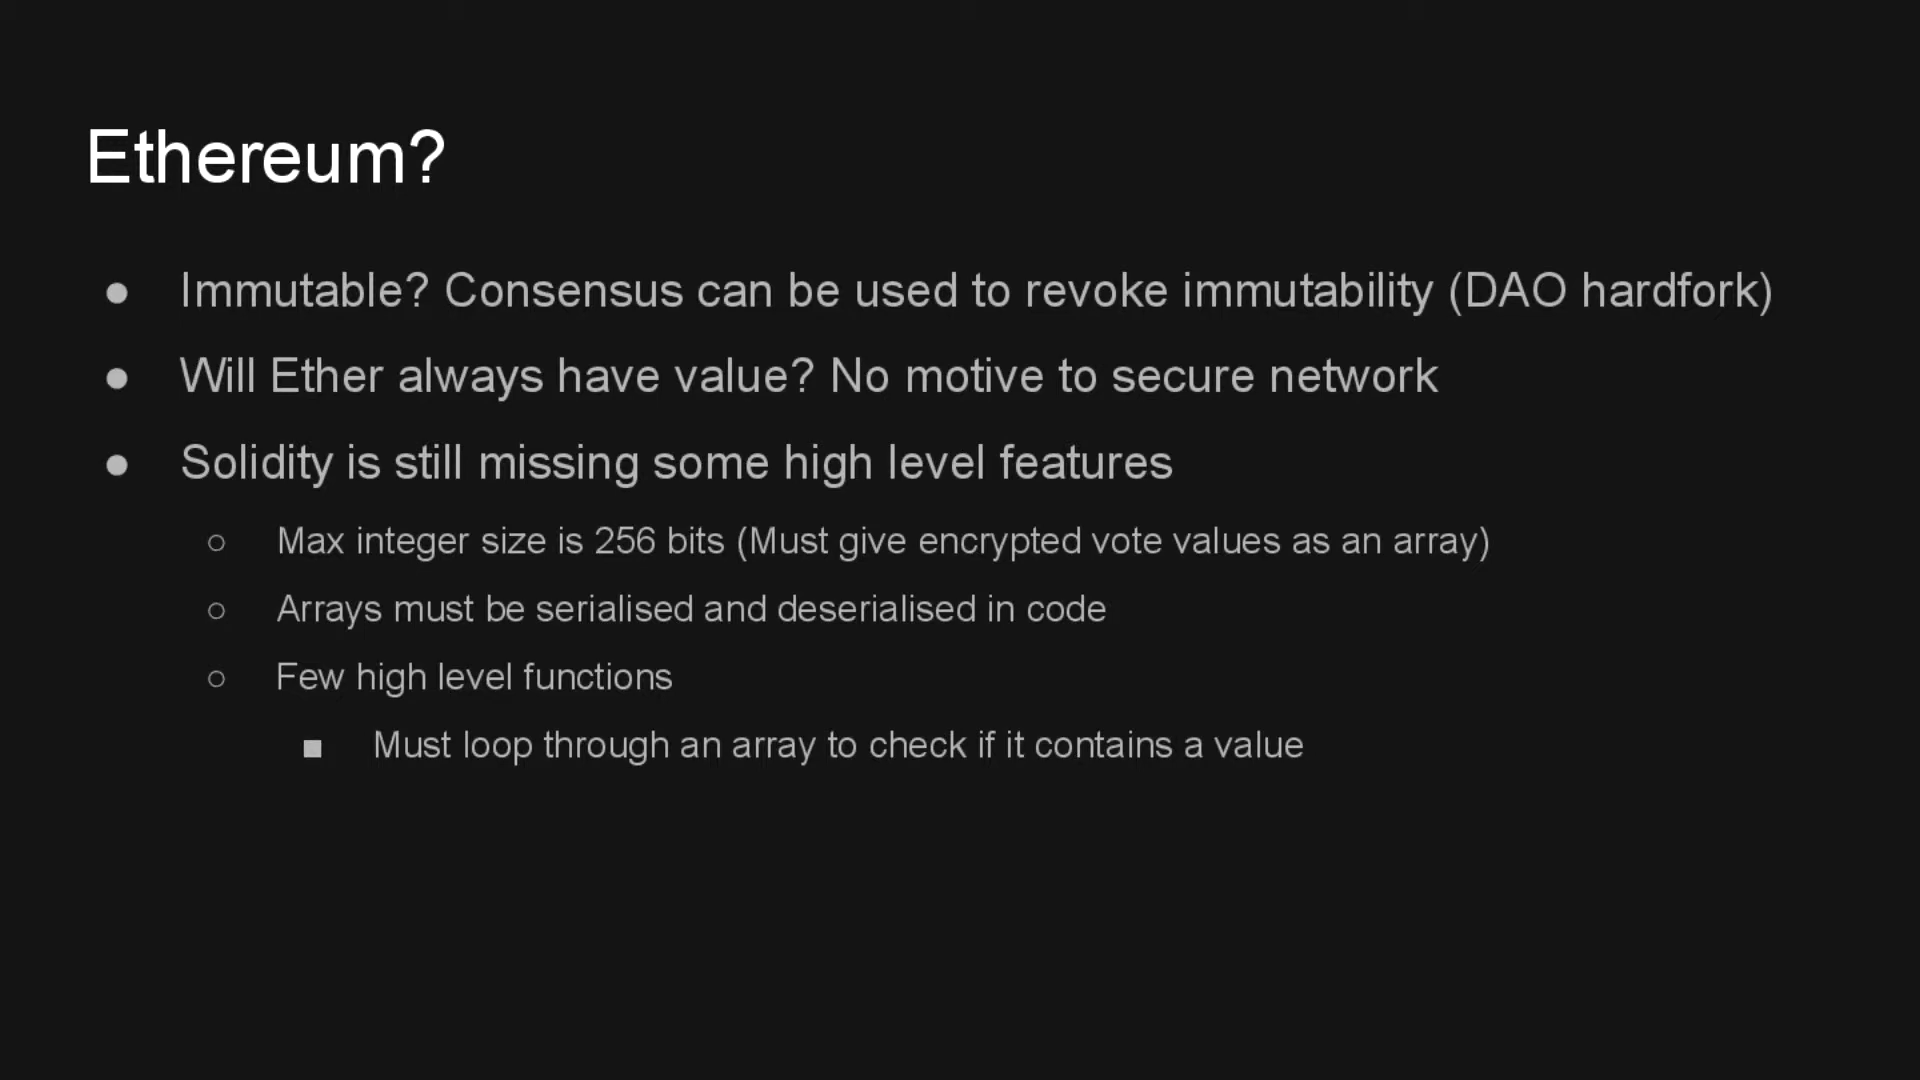 Ethereum?
● Immutable? Consensus can be used to revoke immutability (DAO hardfork)
● Will Ether always have value? No motive to secure network
● Solidity is still missing some high level features
○ Max integer size is 256 bits (Must give encrypted vote values as an array)
○ Arrays must be serialised and deserialised in code
○ Few high level functions
■ Must loop through an array to check if it contains a value